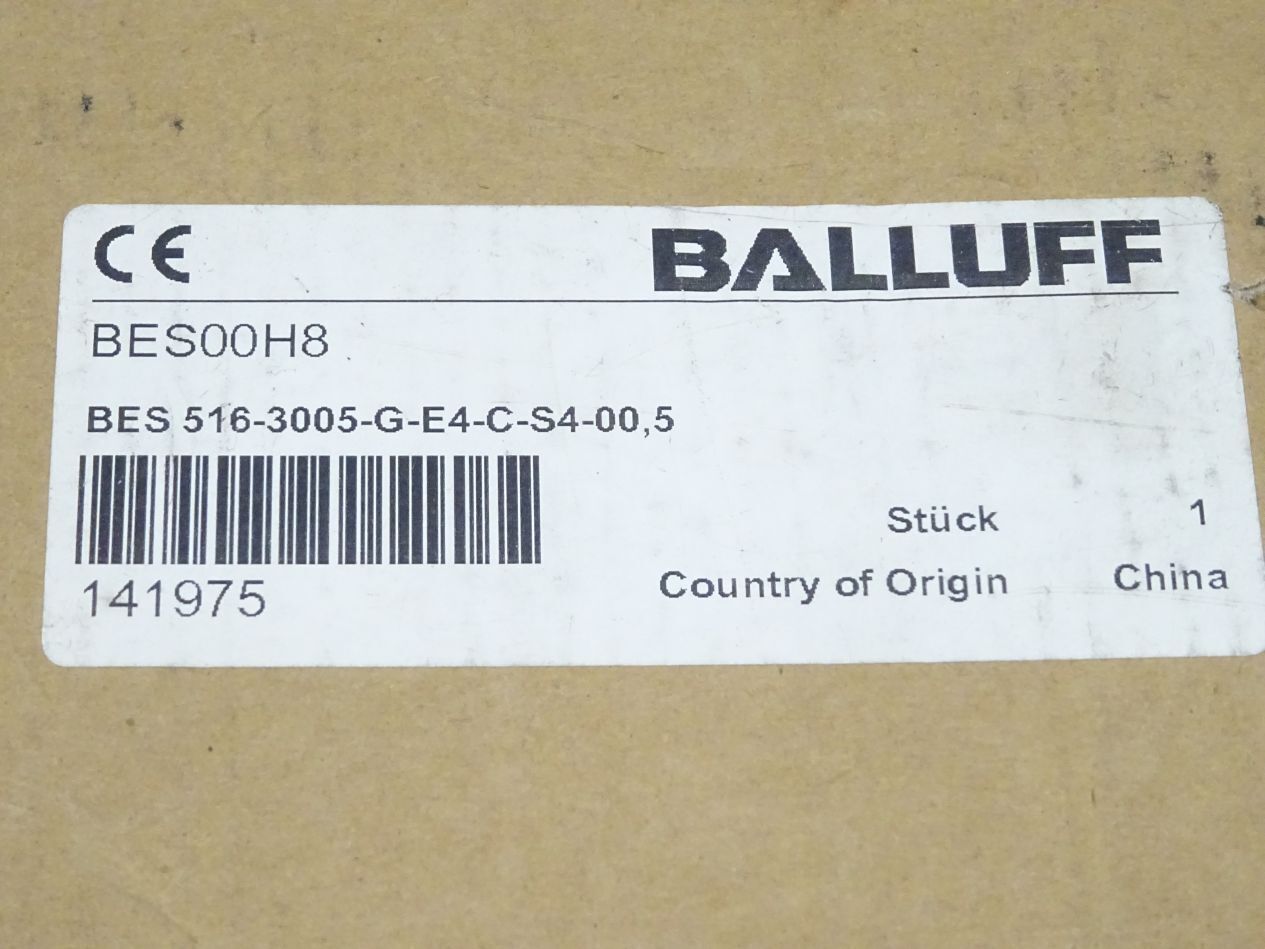 CE BALLUFF
BES00H8
BES 516-3005-G-E4-C-S4-00,5
Stück 1
141975
Country of Origin China